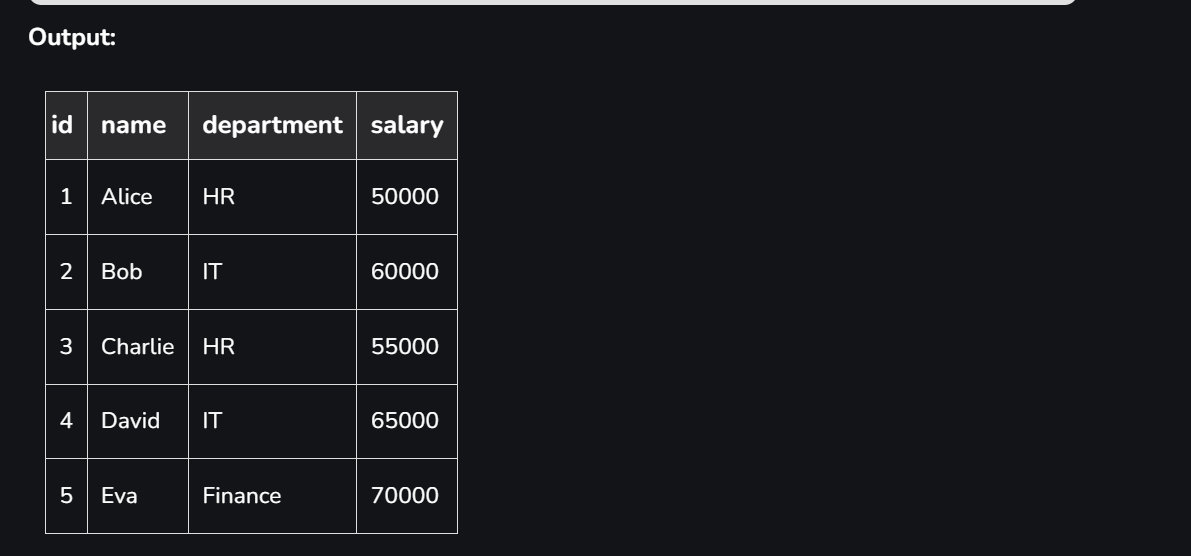 Output:
id name department salary
1 Alice HR 50000
2 Bob IT 60000
3 Charlie HR 55000
4 David IT 65000
5 Eva Finance 70000